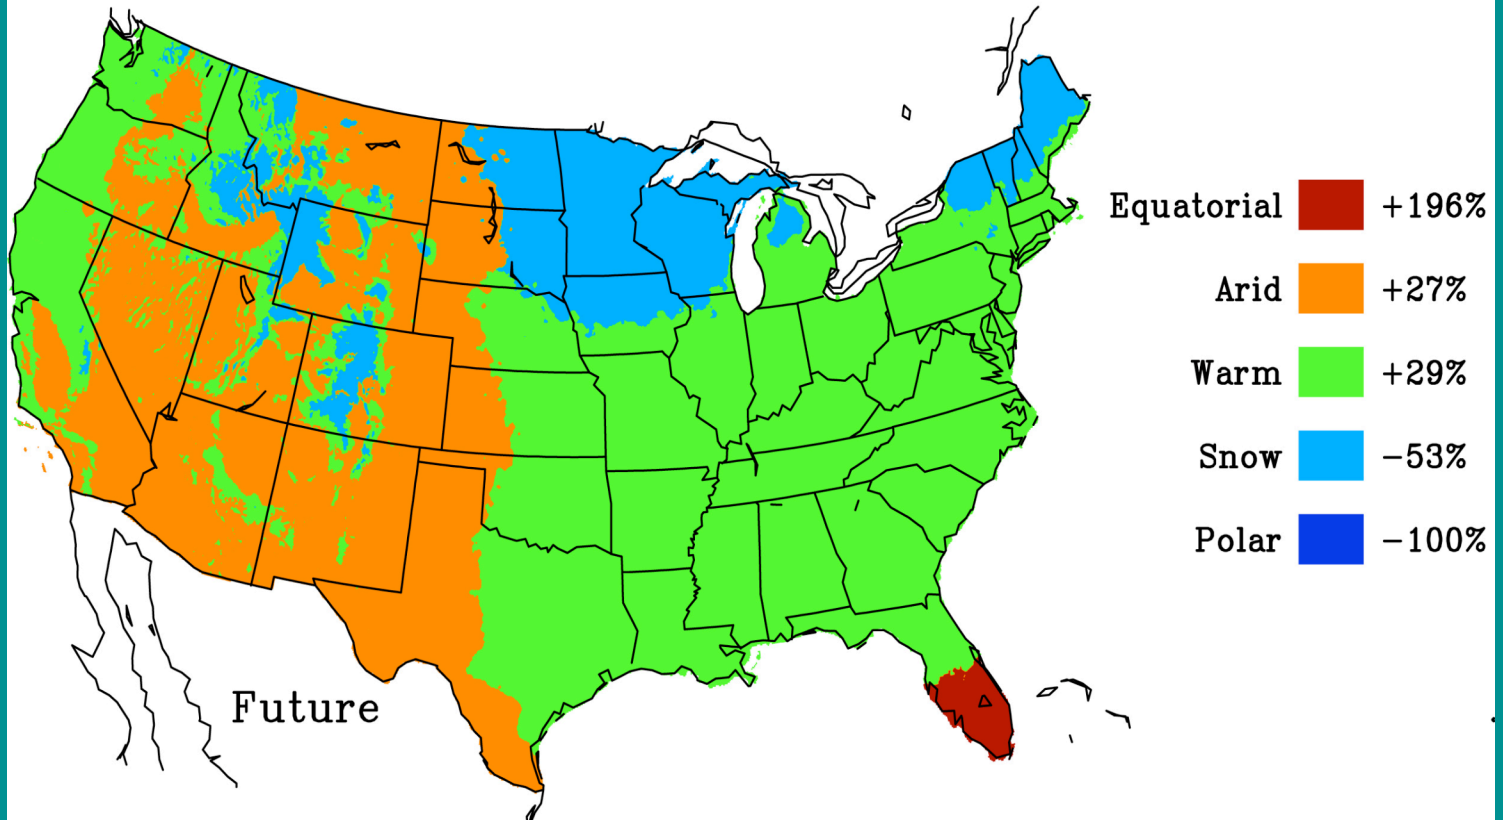 Equatorial +196%
Arid +27%
Warm +29%
Snow -53%
Polar -100%
Future